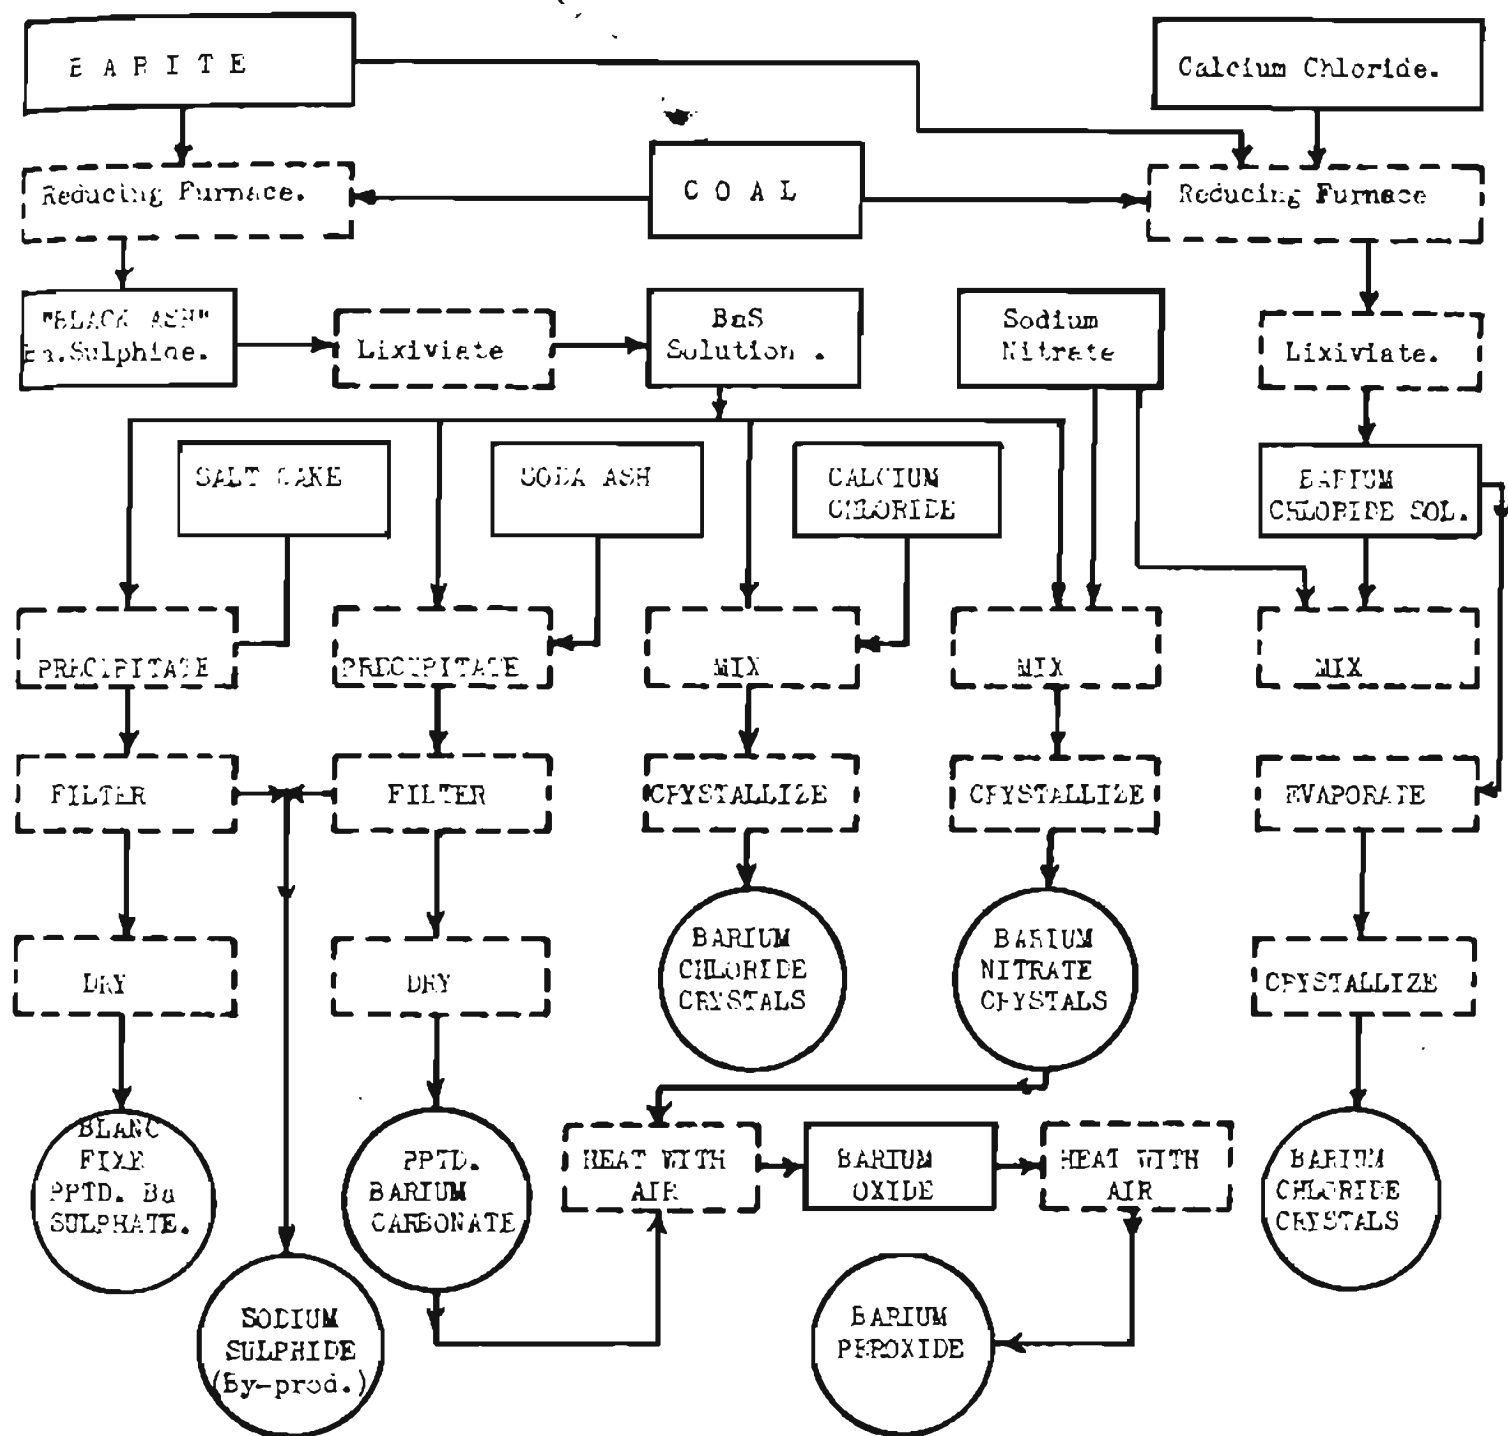 BARITE
Calcium Chloride.
Reducing Furnace.
COAL
Reducing Furnace
"BLACK ASH"
Ba.Sulphide.
Lixiviate
BaS
Solution .
Sodium
Nitrate
Lixiviate.
SALT CAKE
SODA ASH
CALCIUM
CHLORIDE
BARIUM
CHLORIDE SOL.
PRECIPITATE
PRECIPITATE
MIX
MIX
MIX
FILTER
FILTER
CRYSTALLIZE
CRYSTALLIZE
EVAPORATE
DRY
DRY
BARIUM
CHLORIDE
CRYSTALS
BARIUM
NITRATE
CRYSTALS
CRYSTALLIZE
BLANC
FIXE
PPTD. Ba
SULPHATE.
PPTD.
BARIUM
CARBONATE
HEAT WITH
AIR
BARIUM
OXIDE
HEAT WITH
AIR
BARIUM
CHLORIDE
CRYSTALS
SODIUM
SULPHIDE
(By-prod.)
BARIUM
PEROXIDE